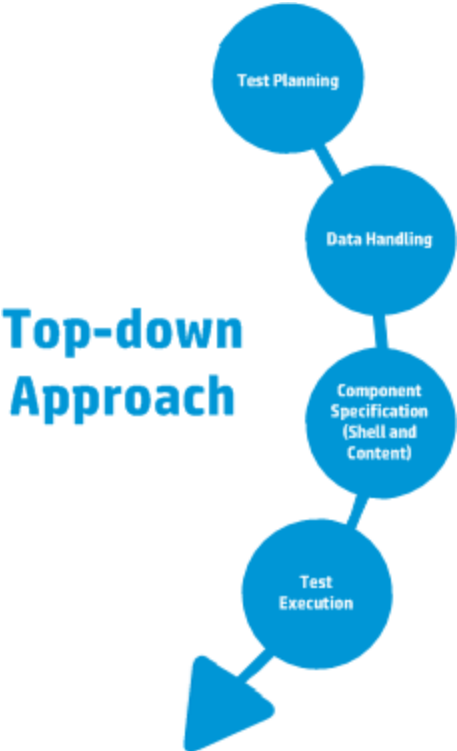 Test Planning
Data Handling
Top-down
Approach
Component
Specification
(Shell and
Content)
Test
Execution